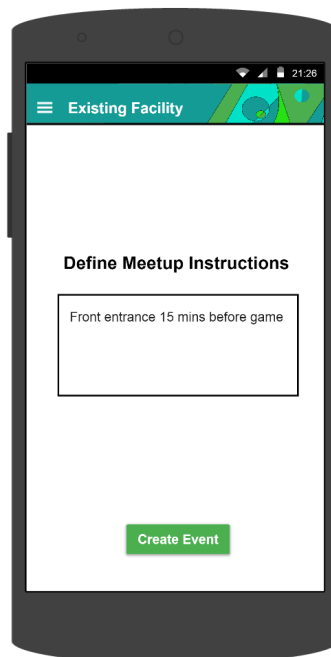 21:26
Existing Facility
Define Meetup Instructions
Front entrance 15 mins before game
Create Event